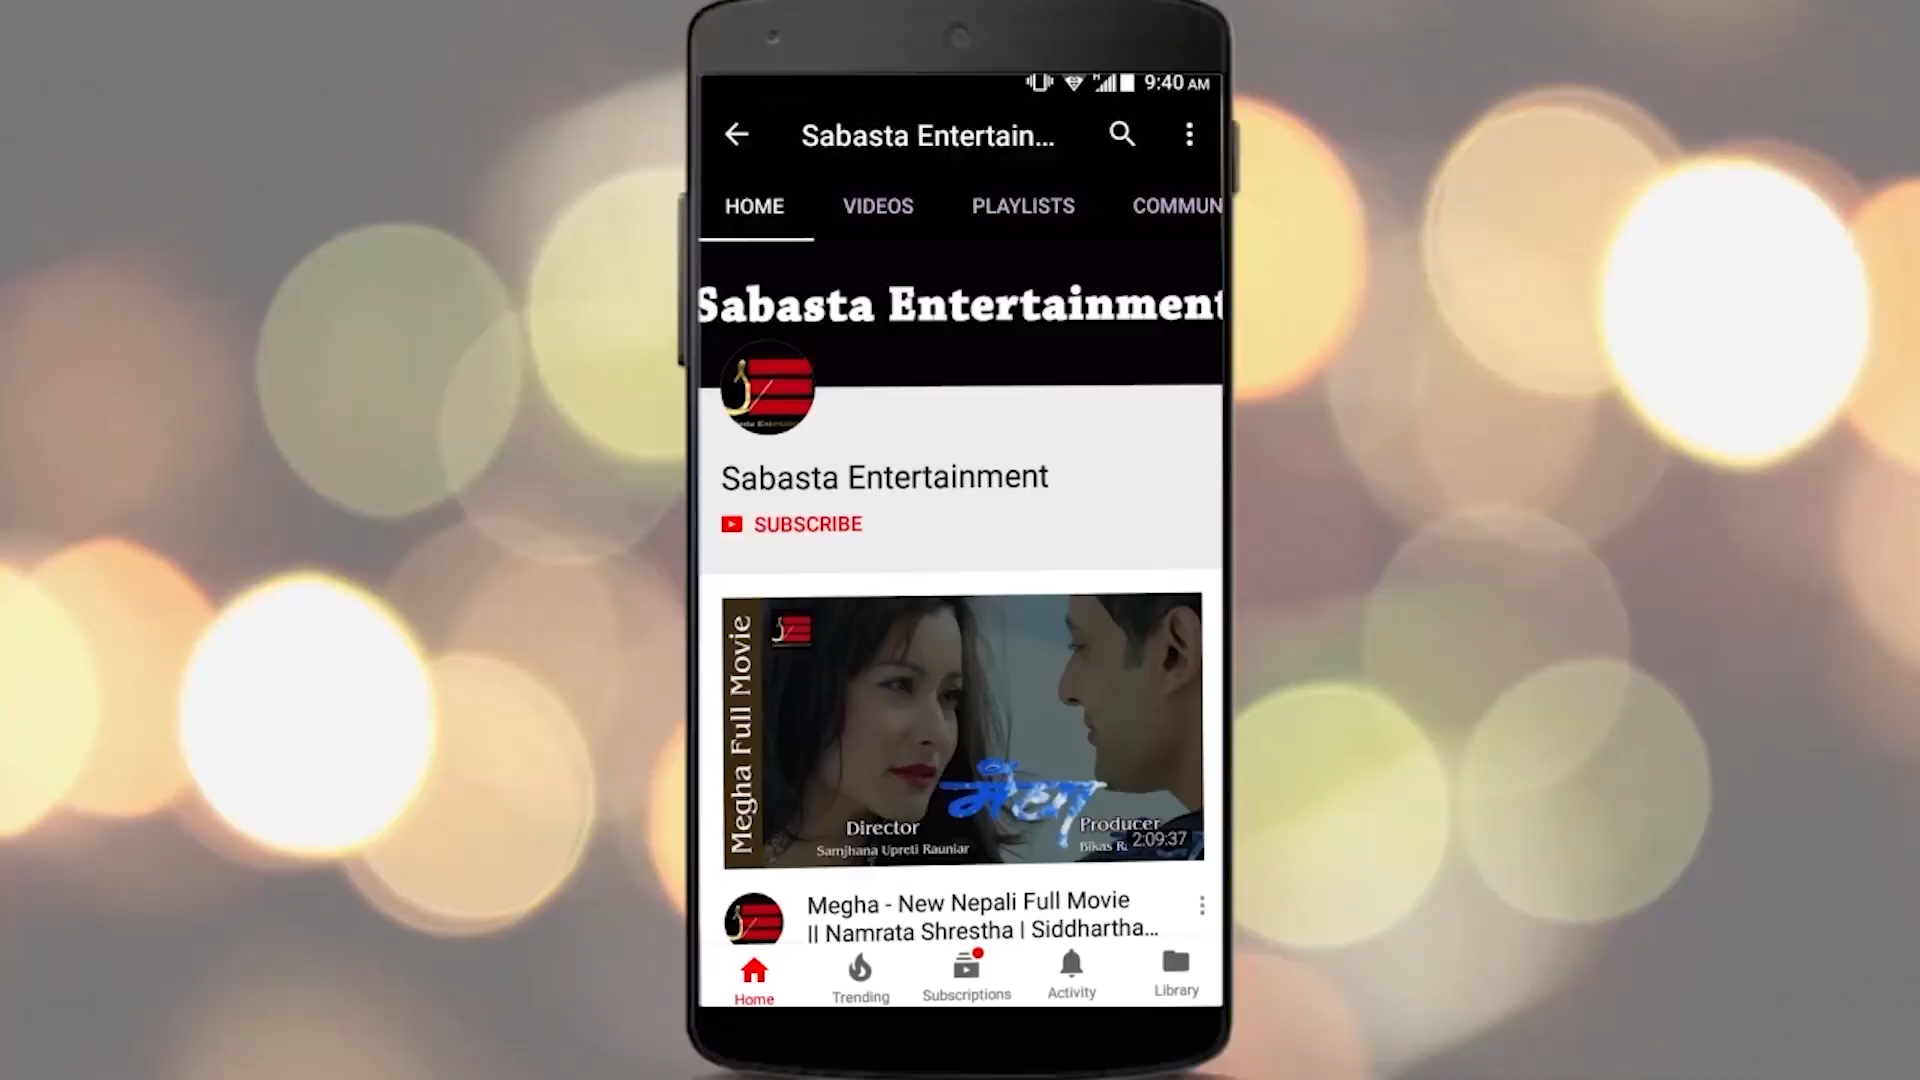 9:40 AM
Sabasta Entertain...
HOME VIDEOS PLAYLISTS COMMUN
Sabasta Entertainment
Sabasta Entertainment
SUBSCRIBE
Megha Full Movie
मेघा
Director
Samjhana Upreti Rauniar
Producer
Bikas R.
2:09:37
Megha - New Nepali Full Movie
|| Namrata Shrestha | Siddhartha...
Home Trending Subscriptions Activity Library